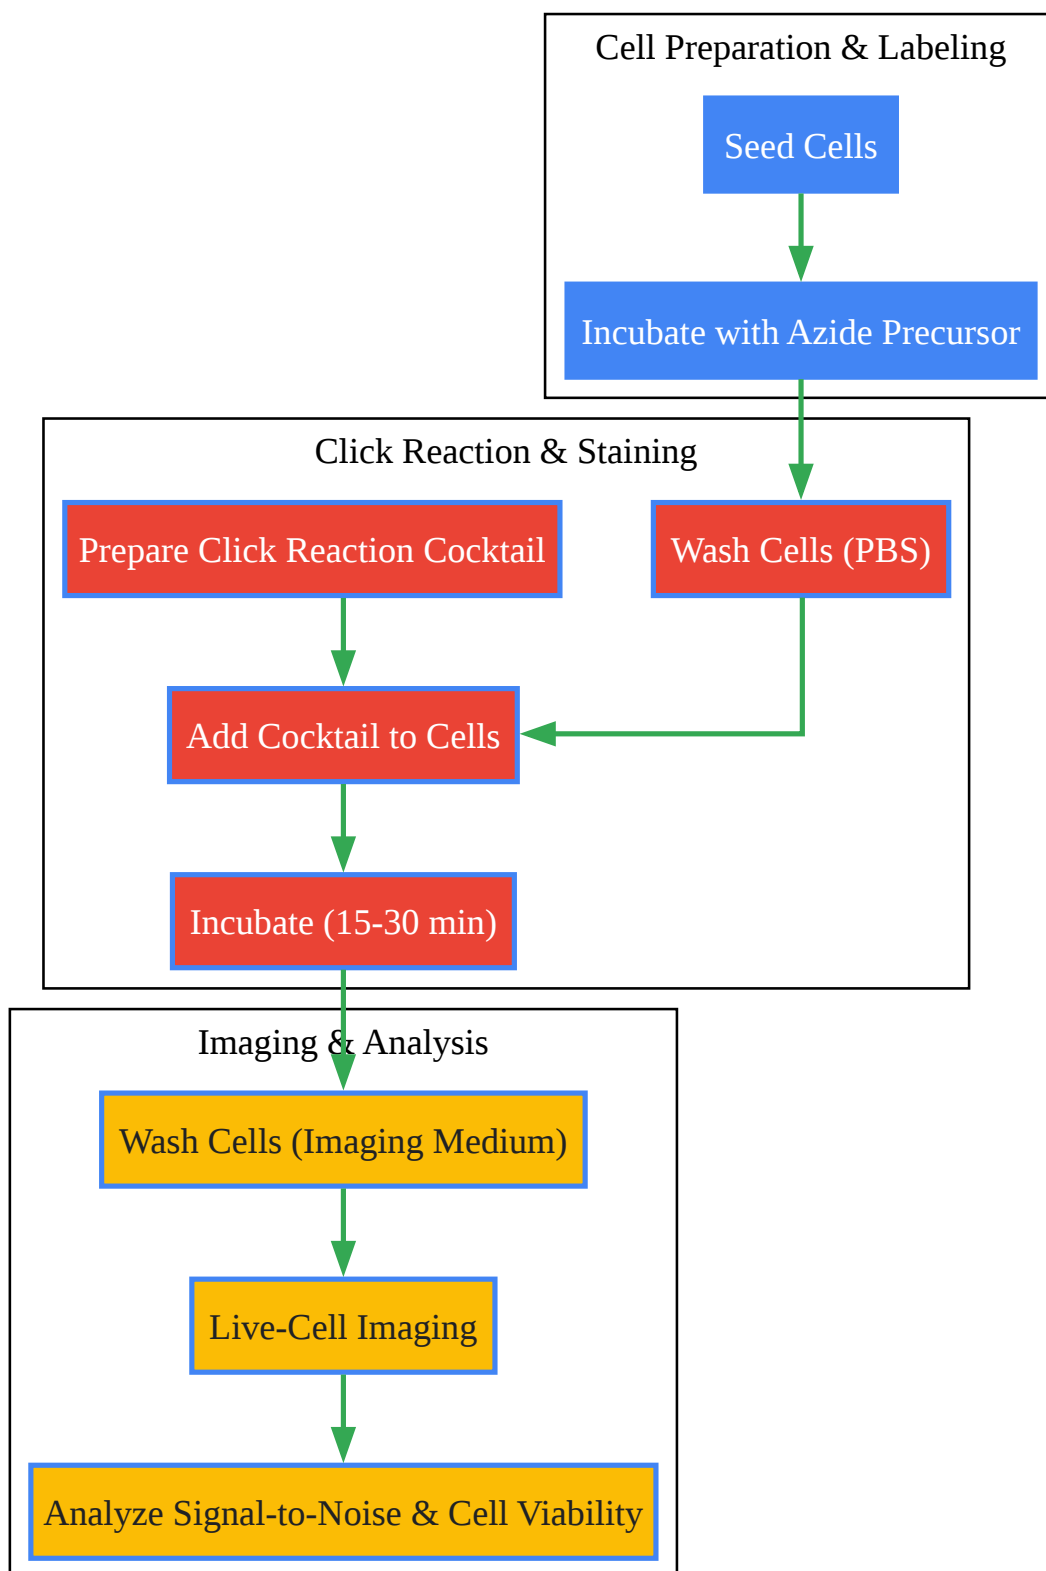 Cell Preparation & Labeling
Seed Cells
Incubate with Azide Precursor
Click Reaction & Staining
Prepare Click Reaction Cocktail
Wash Cells (PBS)
Add Cocktail to Cells
Incubate (15-30 min)
Imaging & Analysis
Wash Cells (Imaging Medium)
Live-Cell Imaging
Analyze Signal-to-Noise & Cell Viability